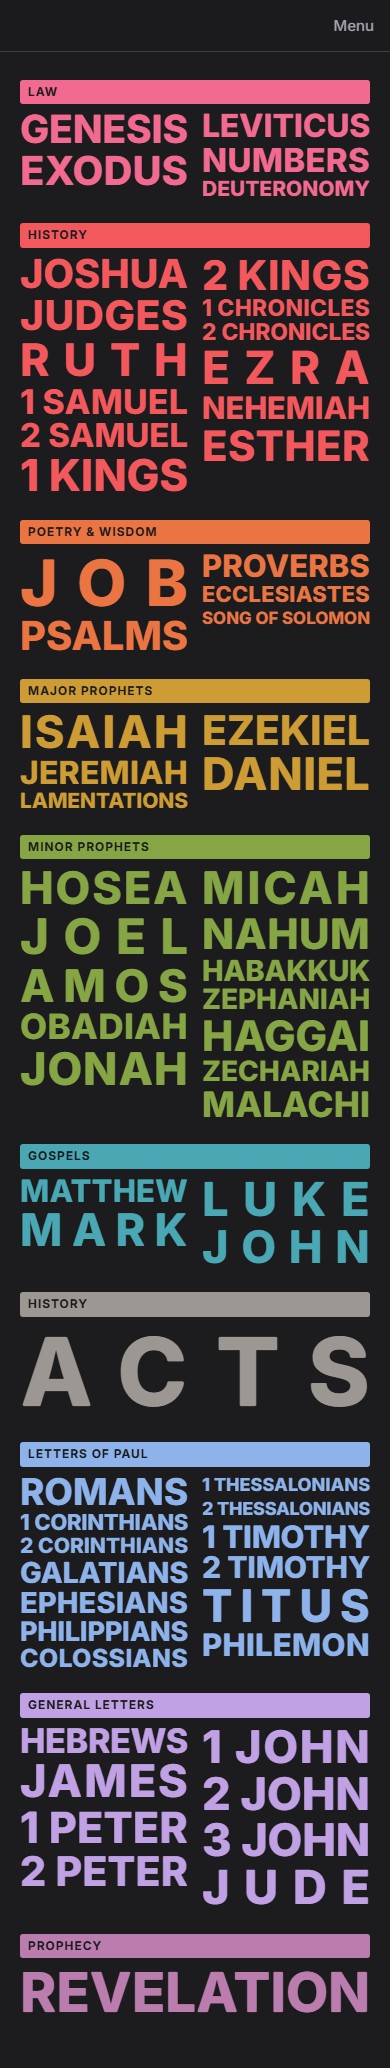 Menu
LAW
GENESIS
EXODUS
LEVITICUS
NUMBERS
DEUTERONOMY
HISTORY
JOSHUA
JUDGES
RUTH
1 SAMUEL
2 SAMUEL
1 KINGS
2 KINGS
1 CHRONICLES
2 CHRONICLES
EZRA
NEHEMIAH
ESTHER
POETRY & WISDOM
JOB
PSALMS
PROVERBS
ECCLESIASTES
SONG OF SOLOMON
MAJOR PROPHETS
ISAIAH
JEREMIAH
LAMENTATIONS
EZEKIEL
DANIEL
MINOR PROPHETS
HOSEA
JOEL
AMOS
OBADIAH
JONAH
MICAH
NAHUM
HABAKKUK
ZEPHANIAH
HAGGAI
ZECHARIAH
MALACHI
GOSPELS
MATTHEW
MARK
LUKE
JOHN
HISTORY
ACTS
LETTERS OF PAUL
ROMANS
1 CORINTHIANS
2 CORINTHIANS
GALATIANS
EPHESIANS
PHILIPPIANS
COLOSSIANS
1 THESSALONIANS
2 THESSALONIANS
1 TIMOTHY
2 TIMOTHY
TITUS
PHILEMON
GENERAL LETTERS
HEBREWS
JAMES
1 PETER
2 PETER
1 JOHN
2 JOHN
3 JOHN
JUDE
PROPHECY
REVELATION